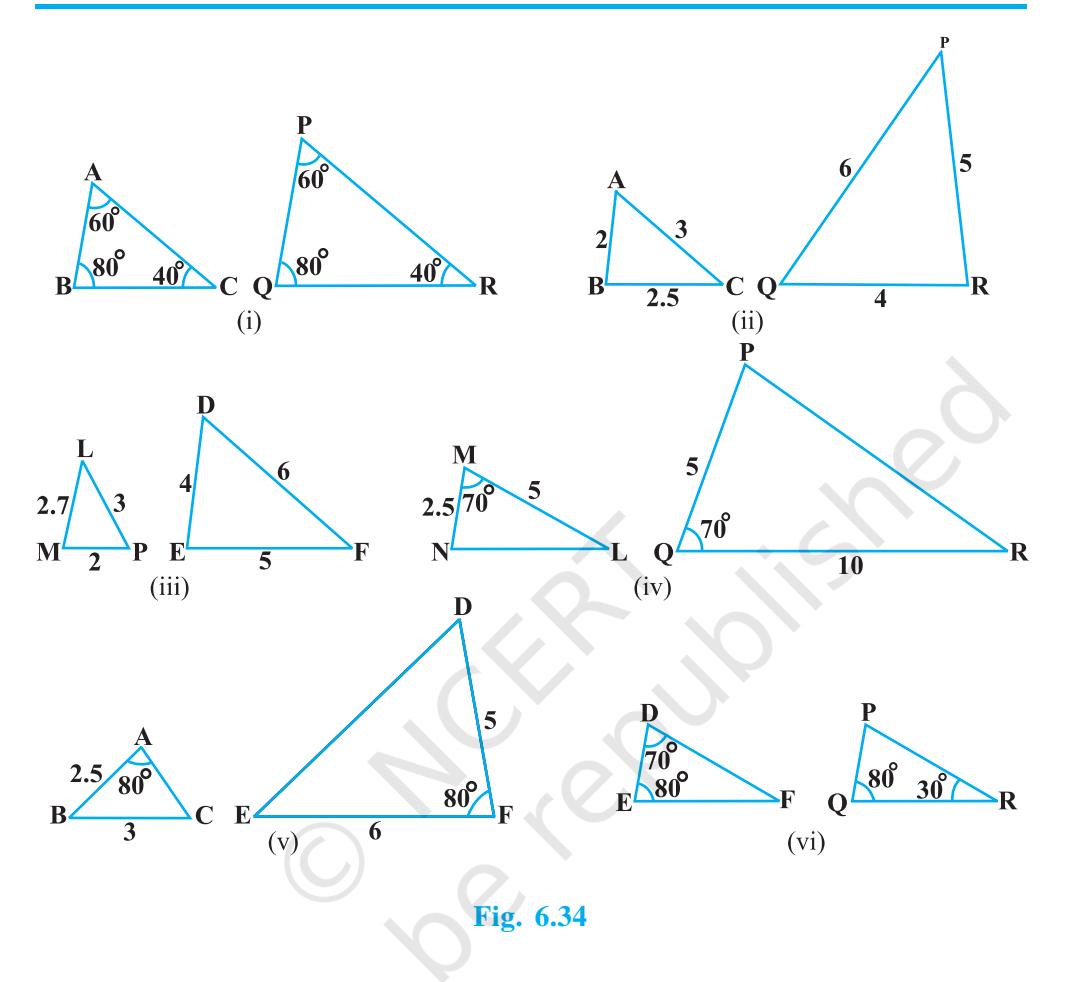 P
A 60° B 80° 40° C
P 60° Q 80° 40° R
(i)
A 2 3 B 2.5 C
6 5 Q 4 R
(ii)
L 2.7 3 M 2 P
D 4 6 E 5 F
(iii)
M 2.5 70° 5 N L
P 5 70° Q 10 R
(iv)
A 2.5 80° B 3 C
D 5 80° E 6 F
(v)
D 70° E 80° F
P 80° Q 30° R
(vi)
© NCERT
be republished
Fig. 6.34